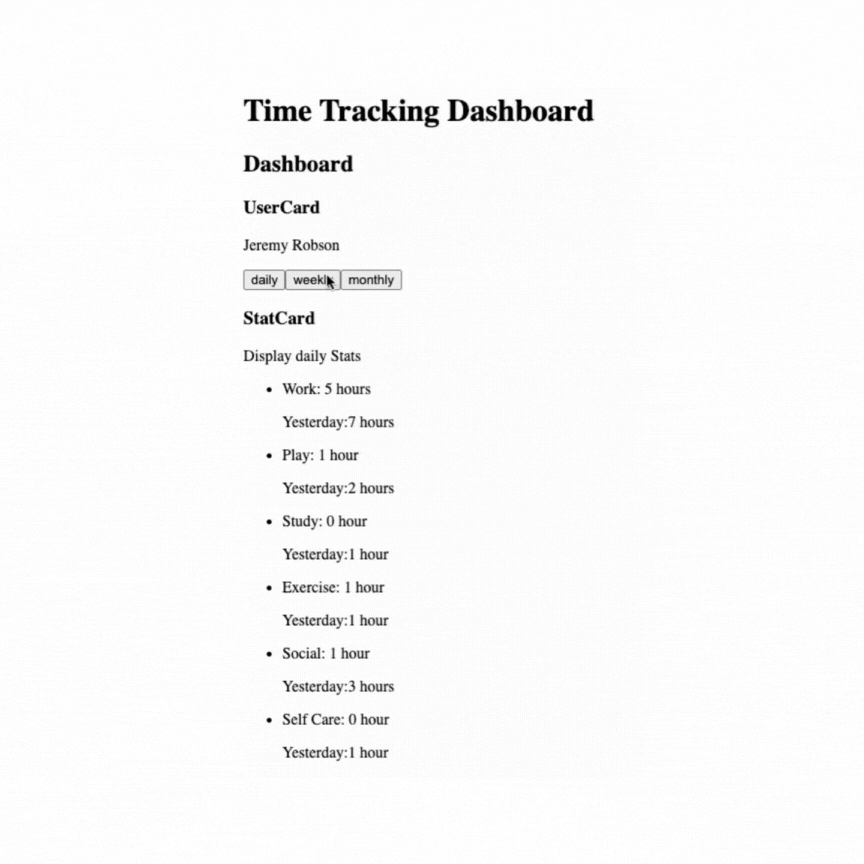 Time Tracking Dashboard
Dashboard
UserCard
Jeremy Robson
daily weekly monthly
StatCard
Display daily Stats
• Work: 5 hours
Yesterday:7 hours
• Play: 1 hour
Yesterday:2 hours
• Study: 0 hour
Yesterday:1 hour
• Exercise: 1 hour
Yesterday:1 hour
• Social: 1 hour
Yesterday:3 hours
• Self Care: 0 hour
Yesterday:1 hour